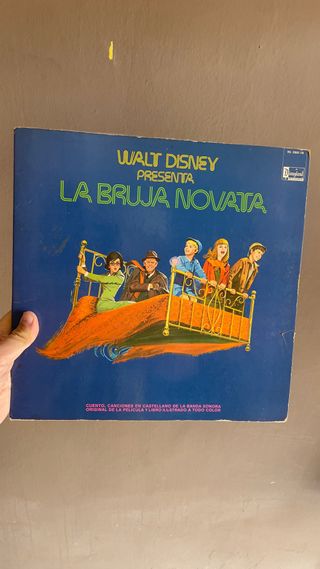 WALT DISNEY
PRESENTA
LA BRUJA NOVATA
Disneyland
CUENTO, CANCIONES EN CASTELLANO DE LA BANDA SONORA
ORIGINAL DE LA PELICULA Y LIBRO ILUSTRADO A TODO COLOR